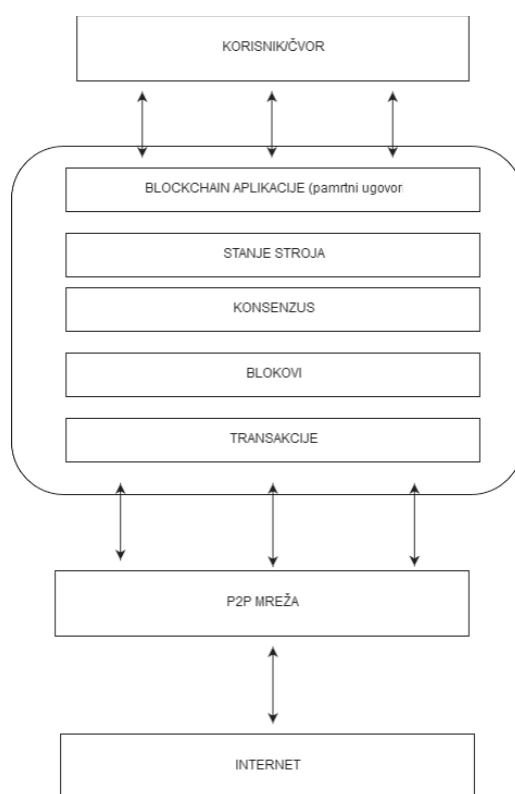 KORISNIK/ČVOR
BLOCKCHAIN APLIKACIJE (pamrtni ugovor
STANJE STROJA
KONSENZUS
BLOKOVI
TRANSAKCIJE
P2P MREŽA
INTERNET